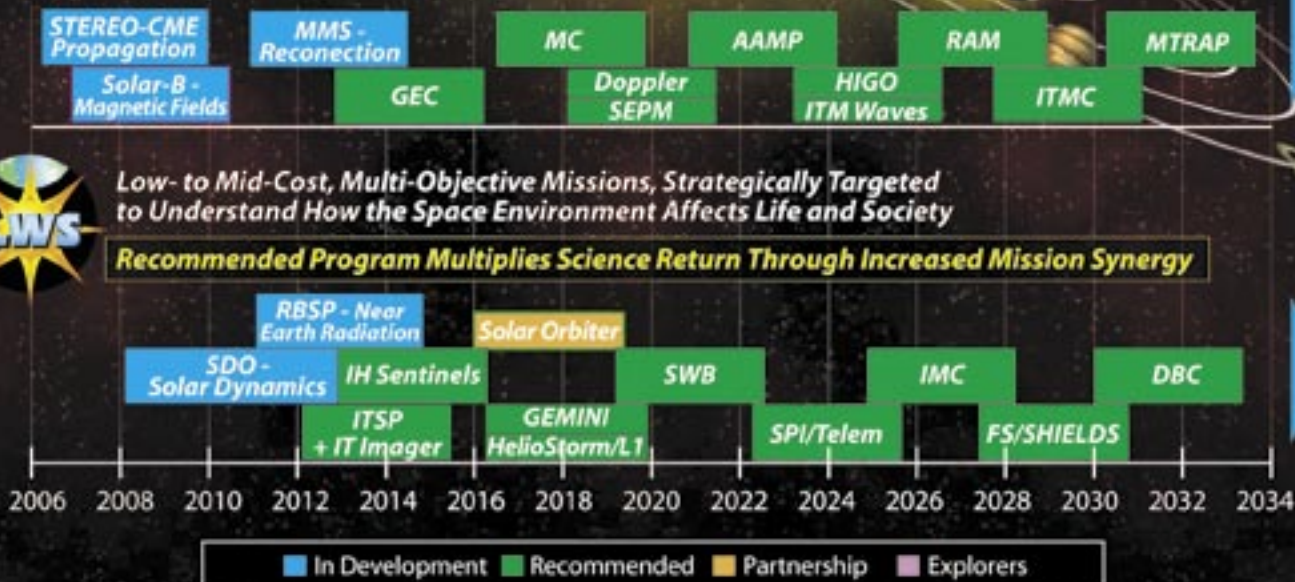 STEREO-CME
Propagation
MMS -
Reconection
MC
AAMP
RAM
MTRAP
Solar-B -
Magnetic Fields
GEC
Doppler
SEPM
HIGO
ITM Waves
ITMC
Low- to Mid-Cost, Multi-Objective Missions, Strategically Targeted
to Understand How the Space Environment Affects Life and Society
LWS
Recommended Program Multiplies Science Return Through Increased Mission Synergy
RBSP - Near
Earth Radiation
Solar Orbiter
SDO -
Solar Dynamics
IH Sentinels
SWB
IMC
DBC
ITSP
+ IT Imager
GEMINI
HelioStorm/L1
SPI/Telem
FS/SHIELDS
2006 2008 2010 2012 2014 2016 2018 2020 2022 2024 2026 2028 2030 2032 2034
In Development Recommended Partnership Explorers